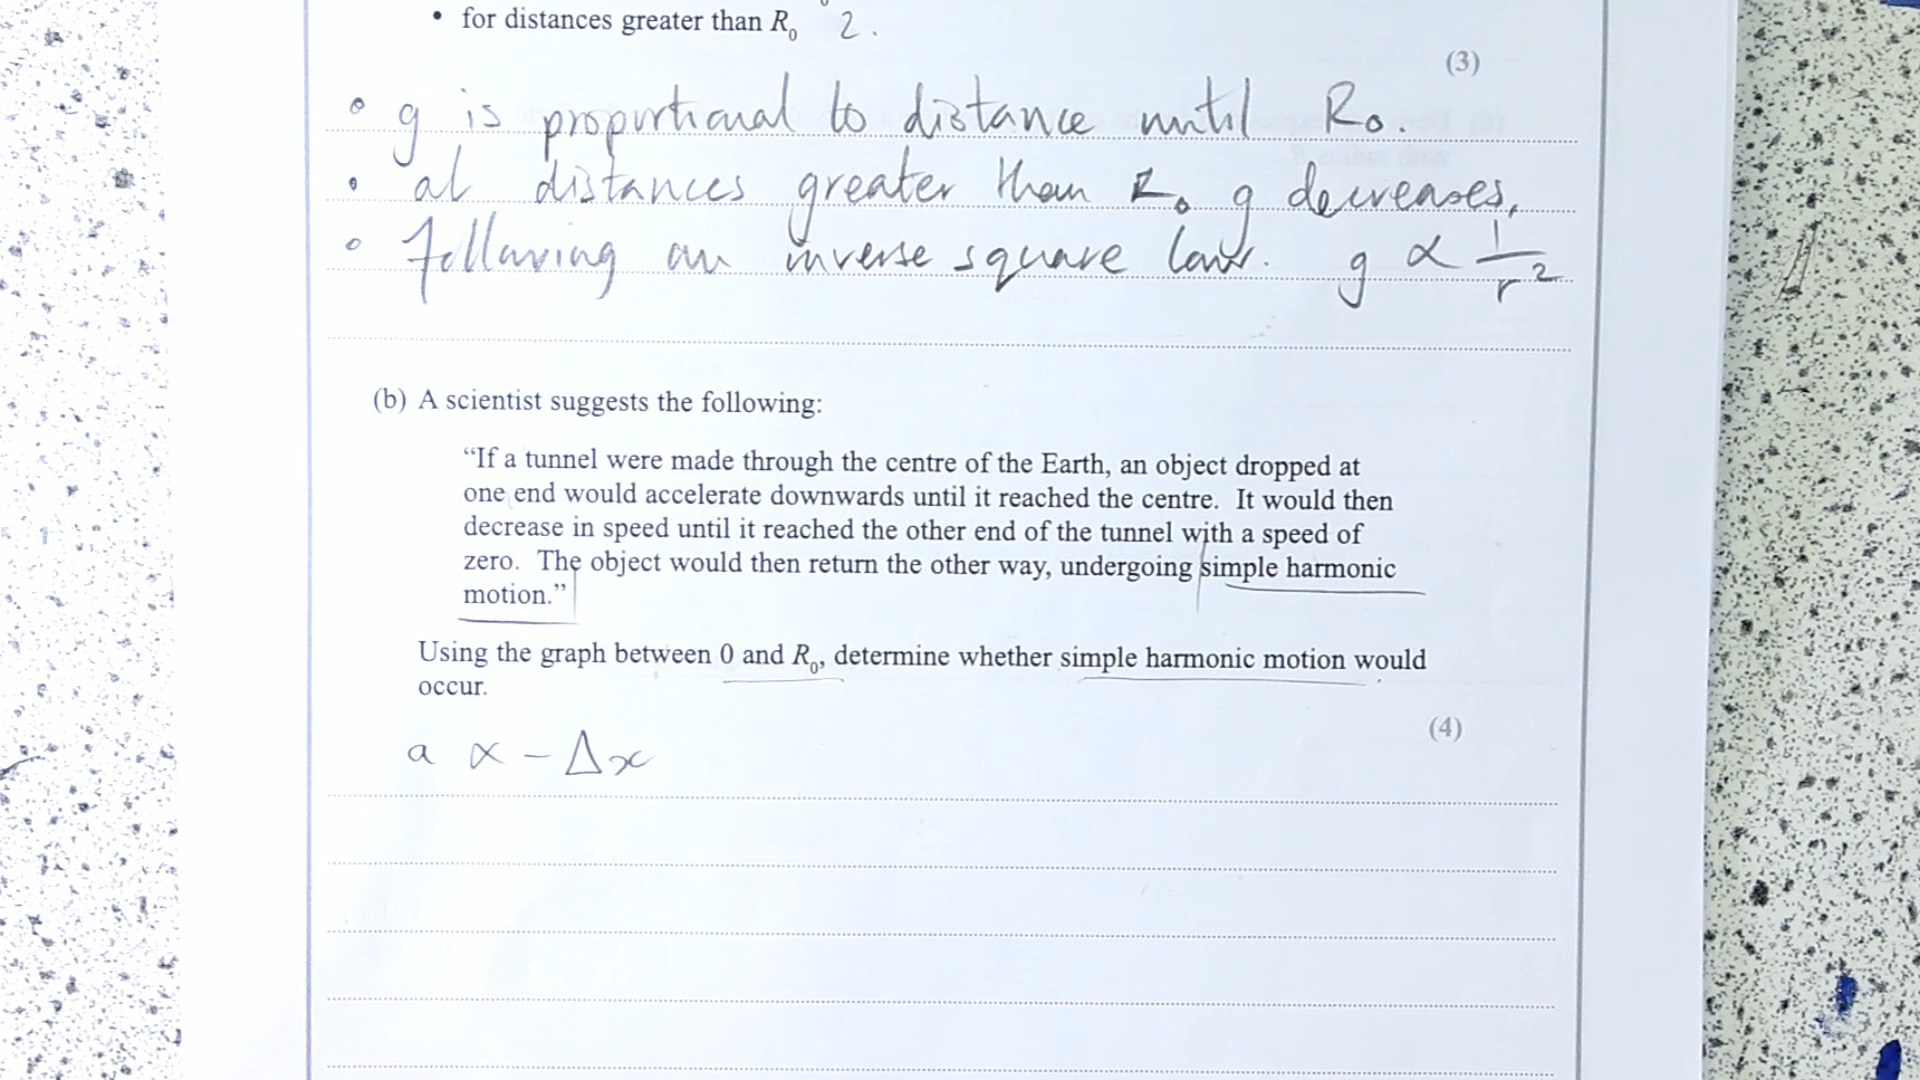 • for distances greater than R₀ 2.
(3)
• g is proportional to distance until R₀.
• at distances greater than R₀ g decreases,
• following an inverse square law. g ∝ 1/r²
(b) A scientist suggests the following:
“If a tunnel were made through the centre of the Earth, an object dropped at
one end would accelerate downwards until it reached the centre. It would then
decrease in speed until it reached the other end of the tunnel with a speed of
zero. The object would then return the other way, undergoing simple harmonic
motion.”
Using the graph between 0 and R₀, determine whether simple harmonic motion would
occur.
(4)
a ∝ - Δx